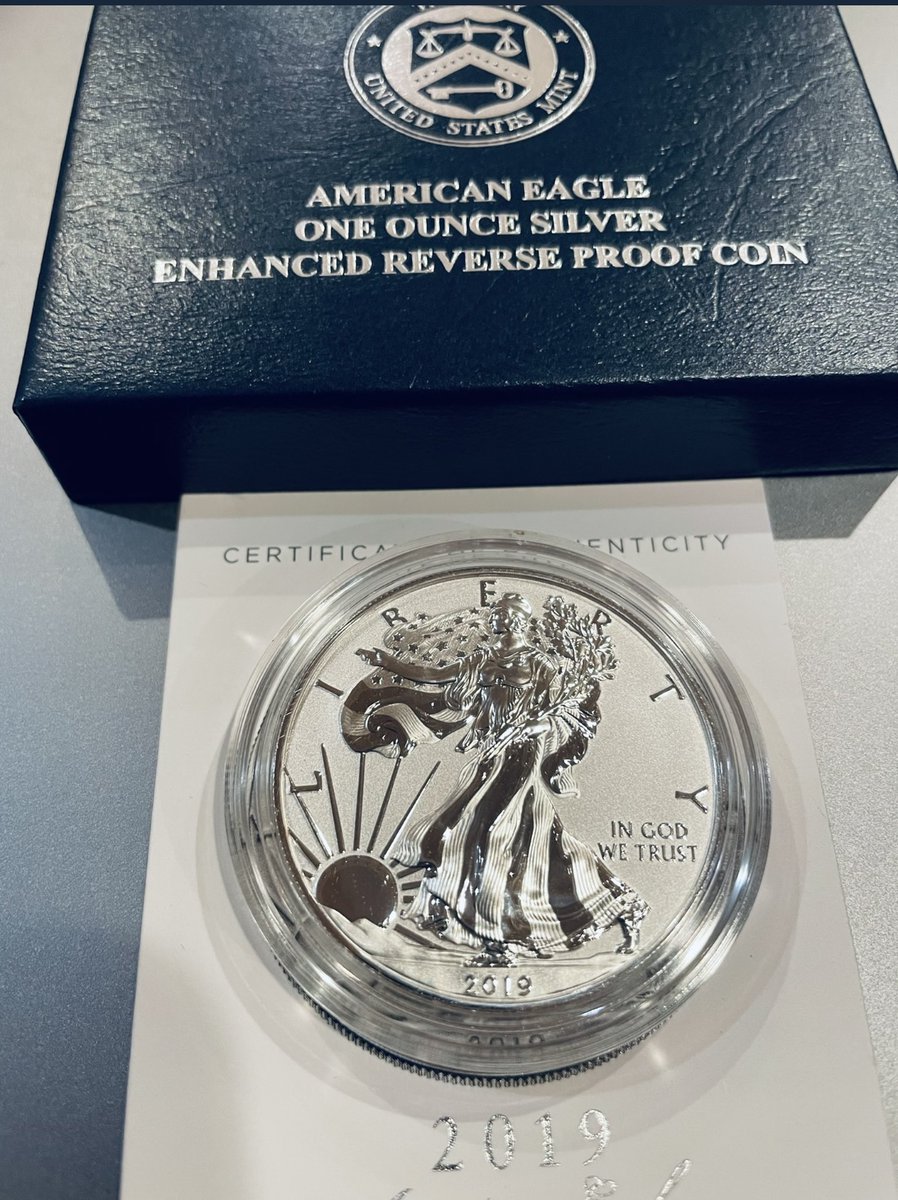 UNITED STATES MINT
AMERICAN EAGLE
ONE OUNCE SILVER
ENHANCED REVERSE PROOF COIN
LIBERTY
IN GOD
WE TRUST
2019
2019